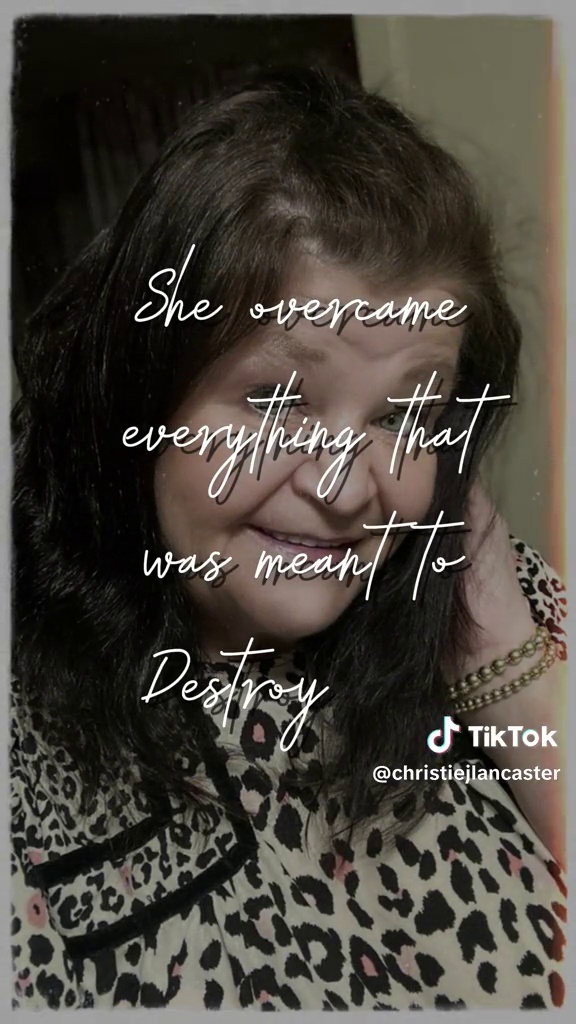 She overcame
everything that
was meant to
Destroy
TikTok
@christiejlancaster